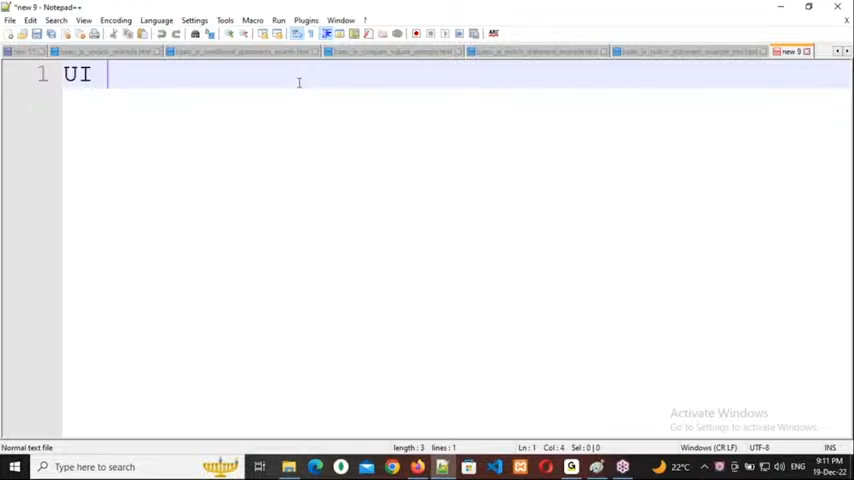 *new 9 - Notepad++
File Edit Search View Encoding Language Settings Tools Macro Run Plugins Window ?
X
new 9
1 UI
Activate Windows
Go to Settings to activate Windows.
Normal text file length : 3 lines : 1 Ln : 1 Col : 4 Sel : 0 | 0 Windows (CR LF) UTF-8 INS
Type here to search 22°C ENG 9:11 PM
19-Dec-22